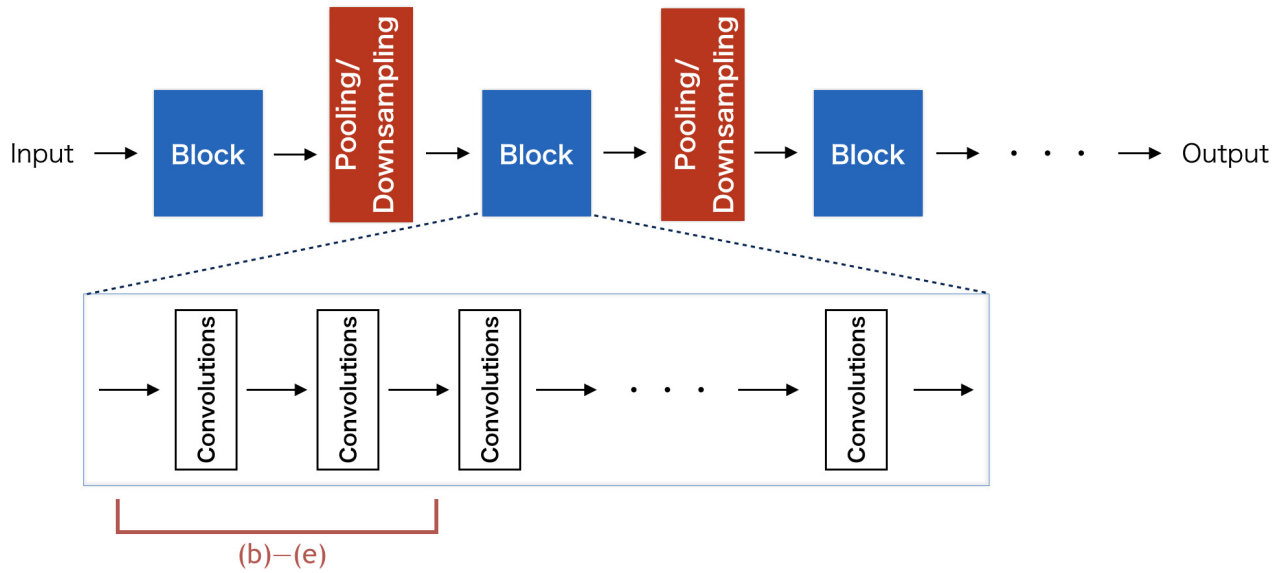 Input
Block
Pooling/
Downsampling
Block
Pooling/
Downsampling
Block
· · ·
Output
Convolutions
Convolutions
Convolutions
· · ·
Convolutions
(b)–(e)